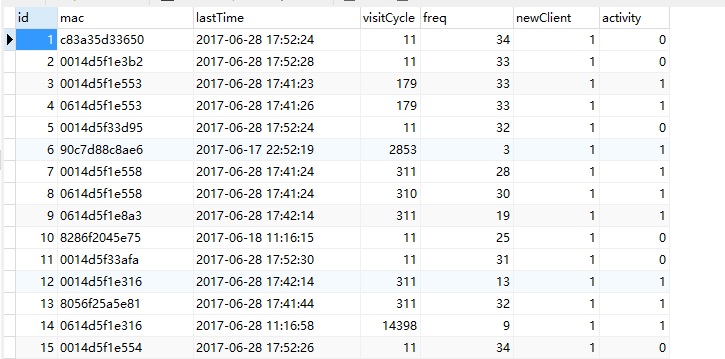 id mac lastTime visitCycle freq newClient activity
1 c83a35d33650 2017-06-28 17:52:24 11 34 1 0
2 0014d5f1e3b2 2017-06-28 17:52:28 11 33 1 0
3 0014d5f1e553 2017-06-28 17:41:23 179 33 1 1
4 0614d5f1e553 2017-06-28 17:41:26 179 33 1 1
5 0014d5f33d95 2017-06-28 17:52:24 11 32 1 0
6 90c7d88c8ae6 2017-06-17 22:52:19 2853 3 1 1
7 0014d5f1e558 2017-06-28 17:41:24 311 28 1 1
8 0614d5f1e558 2017-06-28 17:41:24 310 30 1 1
9 0614d5f1e8a3 2017-06-28 17:42:14 311 19 1 1
10 8286f2045e75 2017-06-18 11:16:15 11 25 1 0
11 0014d5f33afa 2017-06-28 17:52:30 11 31 1 0
12 0014d5f1e316 2017-06-28 17:42:14 311 13 1 1
13 8056f25a5e81 2017-06-28 17:41:44 311 32 1 1
14 0614d5f1e316 2017-06-28 11:16:58 14398 9 1 1
15 0014d5f1e554 2017-06-28 17:52:26 11 34 1 0